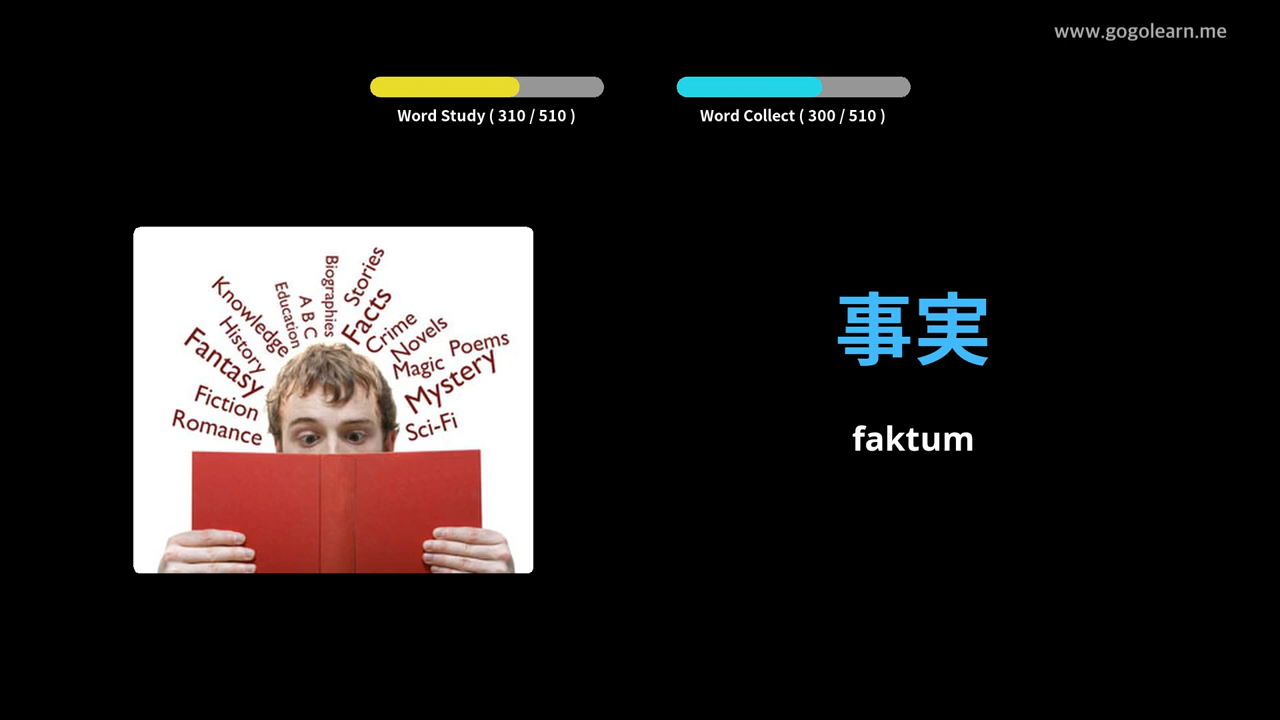 www.gogolearn.me
Word Study ( 310 / 510 )
Word Collect ( 300 / 510 )
Knowledge
Education
A B C
Biographies
Stories
Facts
History
Crime
Novels
Fantasy
Magic
Poems
Fiction
Mystery
Romance
Sci-Fi
事実
faktum